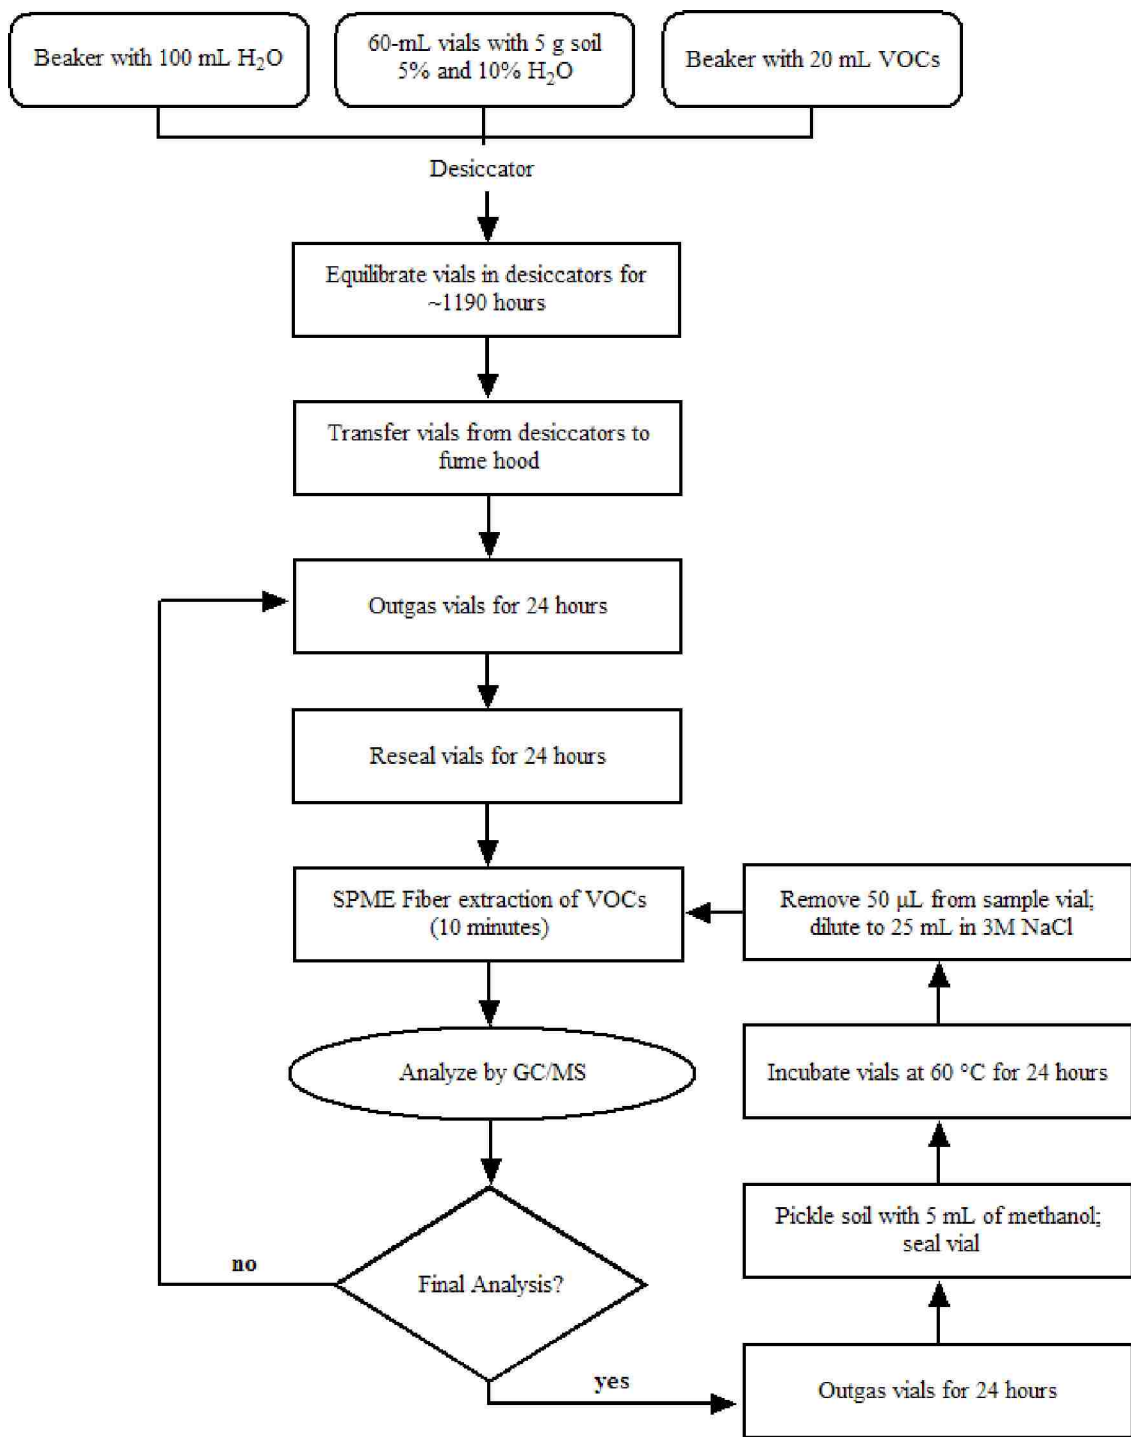 Beaker with 100 mL H₂O
60-mL vials with 5 g soil
5% and 10% H₂O
Beaker with 20 mL VOCs
Desiccator
Equilibrate vials in desiccators for
~1190 hours
Transfer vials from desiccators to
fume hood
Outgas vials for 24 hours
Reseal vials for 24 hours
SPME Fiber extraction of VOCs
(10 minutes)
Remove 50 µL from sample vial;
dilute to 25 mL in 3M NaCl
Analyze by GC/MS
Incubate vials at 60 °C for 24 hours
Pickle soil with 5 mL of methanol;
seal vial
no
Final Analysis?
yes
Outgas vials for 24 hours